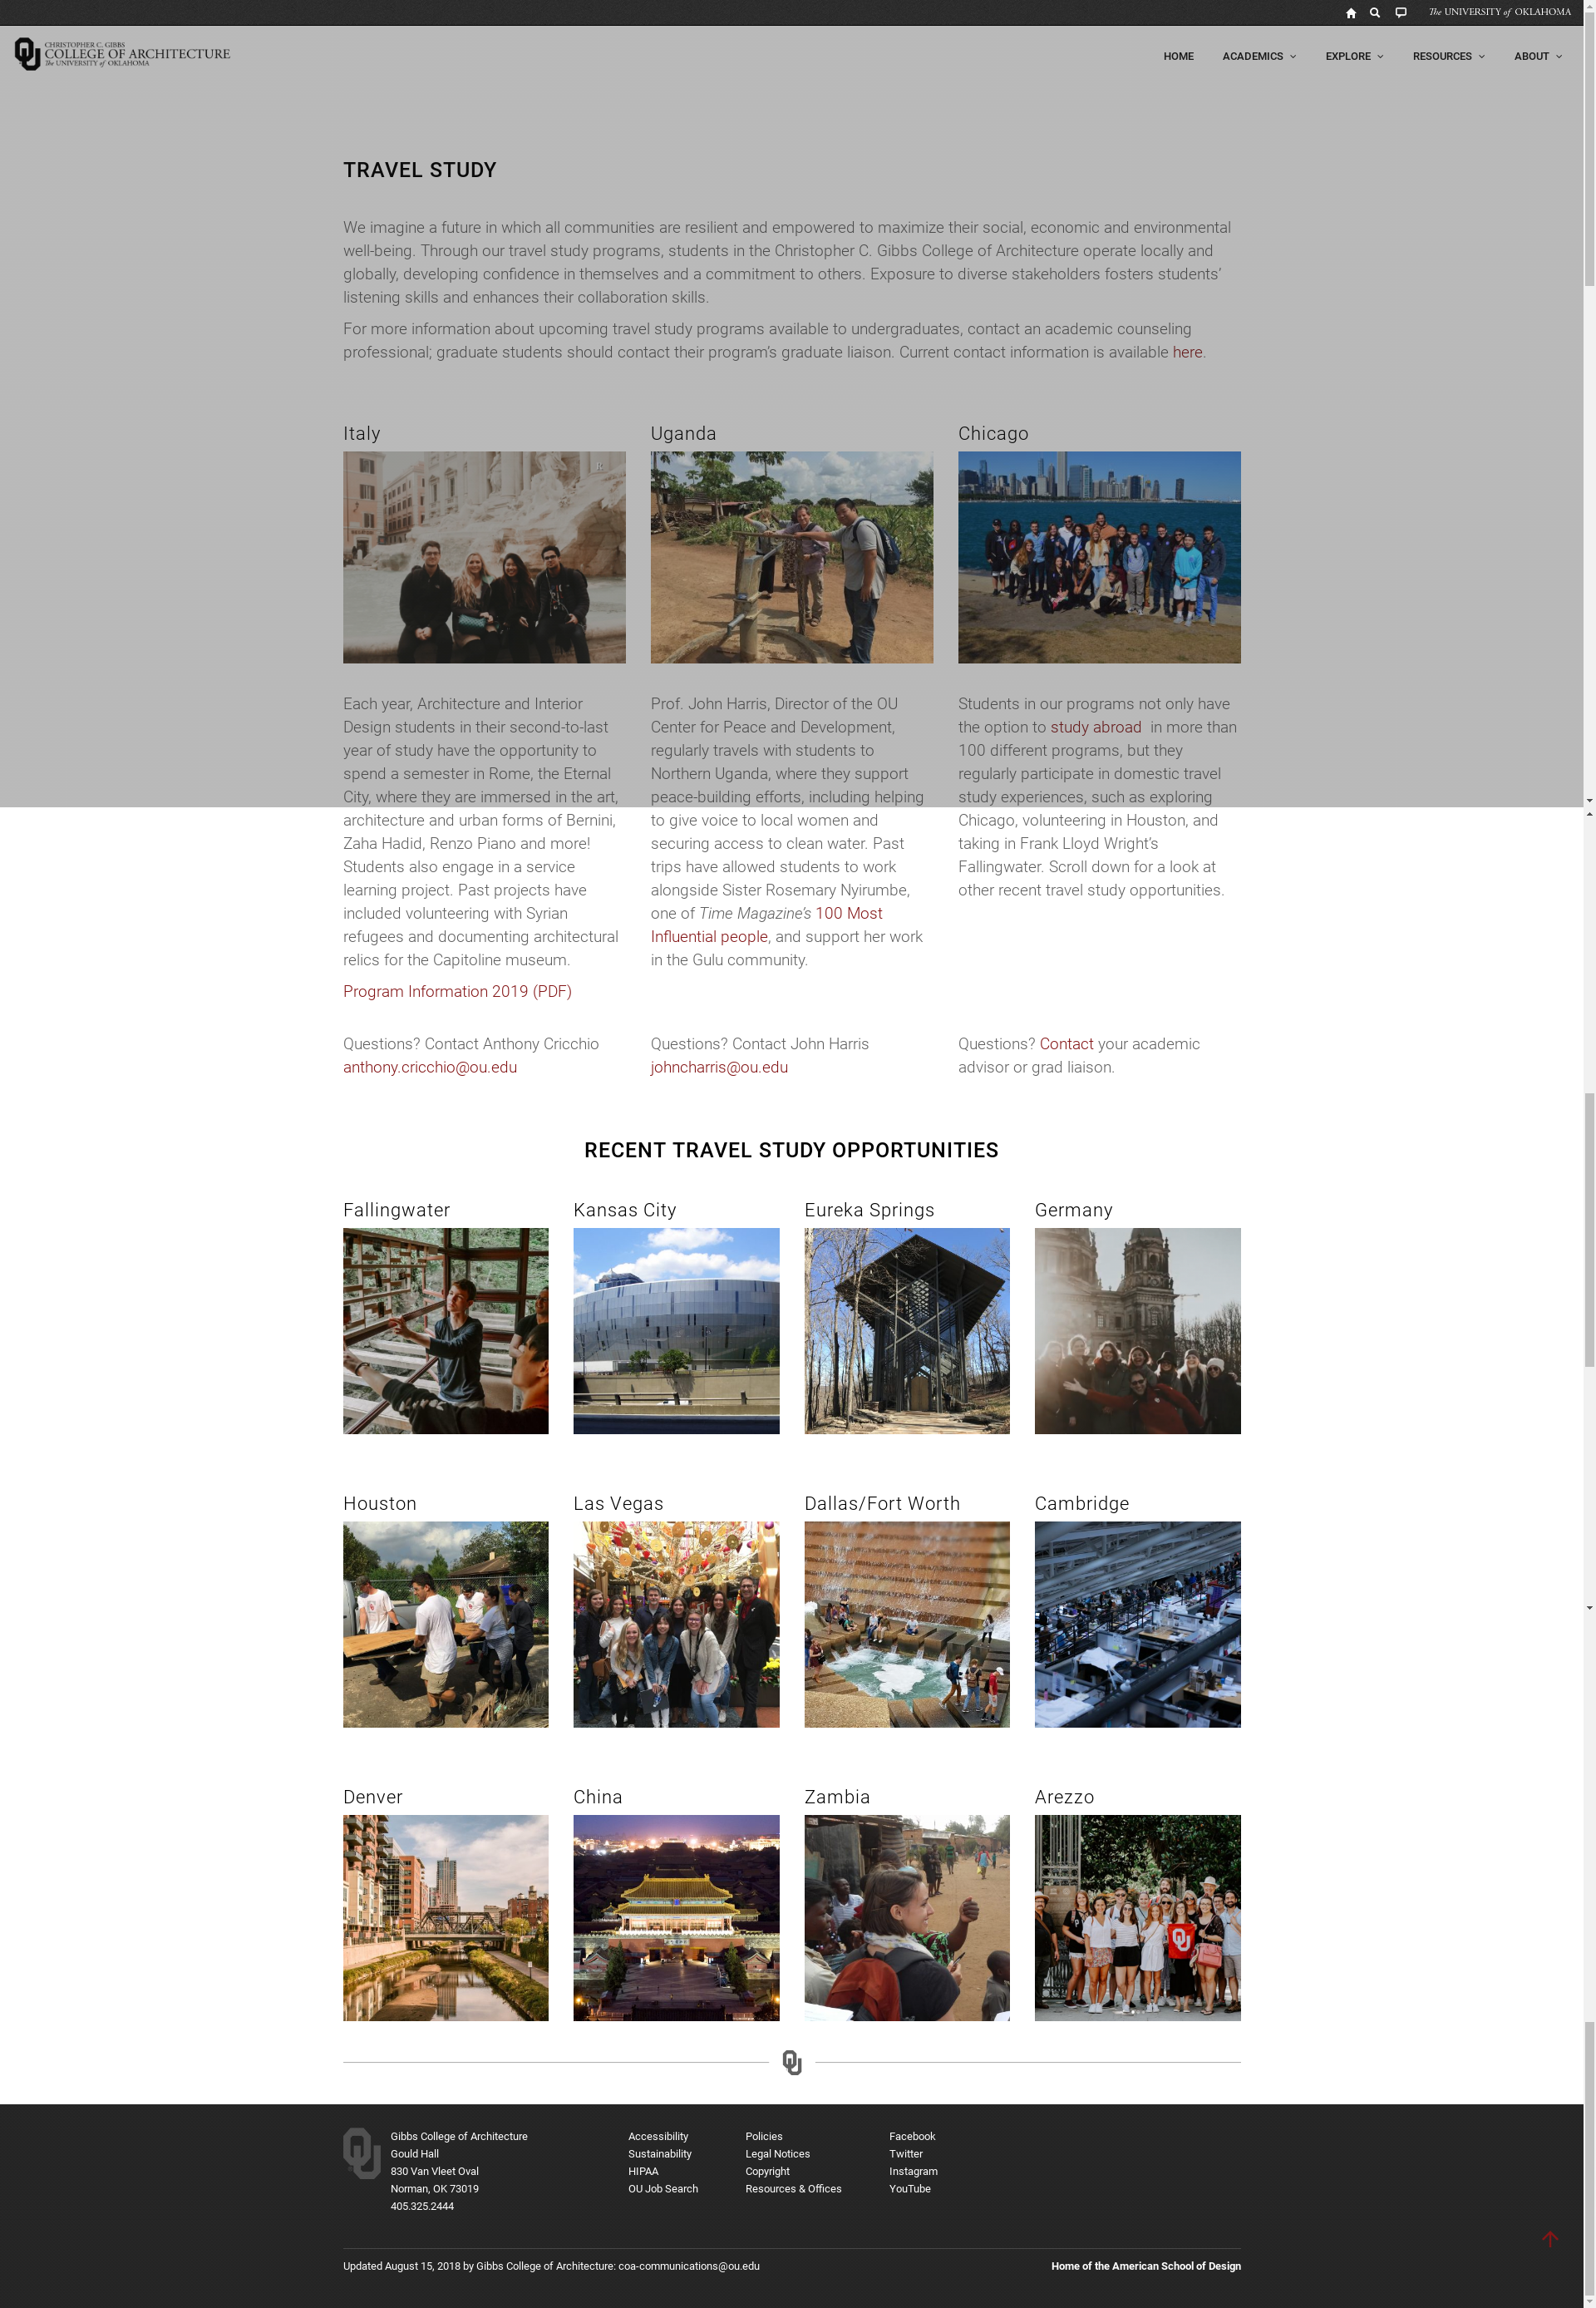 The UNIVERSITY of OKLAHOMA
CHRISTOPHER C. GIBBS
COLLEGE OF ARCHITECTURE
The UNIVERSITY of OKLAHOMA
HOME ACADEMICS EXPLORE RESOURCES ABOUT
TRAVEL STUDY
We imagine a future in which all communities are resilient and empowered to maximize their social, economic and environmental
well-being. Through our travel study programs, students in the Christopher C. Gibbs College of Architecture operate locally and
globally, developing confidence in themselves and a commitment to others. Exposure to diverse stakeholders fosters students'
listening skills and enhances their collaboration skills.
For more information about upcoming travel study programs available to undergraduates, contact an academic counseling
professional; graduate students should contact their program's graduate liaison. Current contact information is available here.
Italy
Each year, Architecture and Interior
Design students in their second-to-last
year of study have the opportunity to
spend a semester in Rome, the Eternal
City, where they are immersed in the art,
architecture and urban forms of Bernini,
Zaha Hadid, Renzo Piano and more!
Students also engage in a service
learning project. Past projects have
included volunteering with Syrian
refugees and documenting architectural
relics for the Capitoline museum.
Program Information 2019 (PDF)
Questions? Contact Anthony Cricchio
anthony.cricchio@ou.edu
Uganda
Prof. John Harris, Director of the OU
Center for Peace and Development,
regularly travels with students to
Northern Uganda, where they support
peace-building efforts, including helping
to give voice to local women and
securing access to clean water. Past
trips have allowed students to work
alongside Sister Rosemary Nyirumbe,
one of Time Magazine's 100 Most
Influential people, and support her work
in the Gulu community.
Questions? Contact John Harris
johncharris@ou.edu
Chicago
Students in our programs not only have
the option to study abroad in more than
100 different programs, but they
regularly participate in domestic travel
study experiences, such as exploring
Chicago, volunteering in Houston, and
taking in Frank Lloyd Wright's
Fallingwater. Scroll down for a look at
other recent travel study opportunities.
Questions? Contact your academic
advisor or grad liaison.
RECENT TRAVEL STUDY OPPORTUNITIES
Fallingwater
Kansas City
Eureka Springs
Germany
Houston
Las Vegas
Dallas/Fort Worth
Cambridge
Denver
China
Zambia
Arezzo
Gibbs College of Architecture
Gould Hall
830 Van Vleet Oval
Norman, OK 73019
405.325.2444
Accessibility
Sustainability
HIPAA
OU Job Search
Policies
Legal Notices
Copyright
Resources & Offices
Facebook
Twitter
Instagram
YouTube
Updated August 15, 2018 by Gibbs College of Architecture: coa-communications@ou.edu
Home of the American School of Design